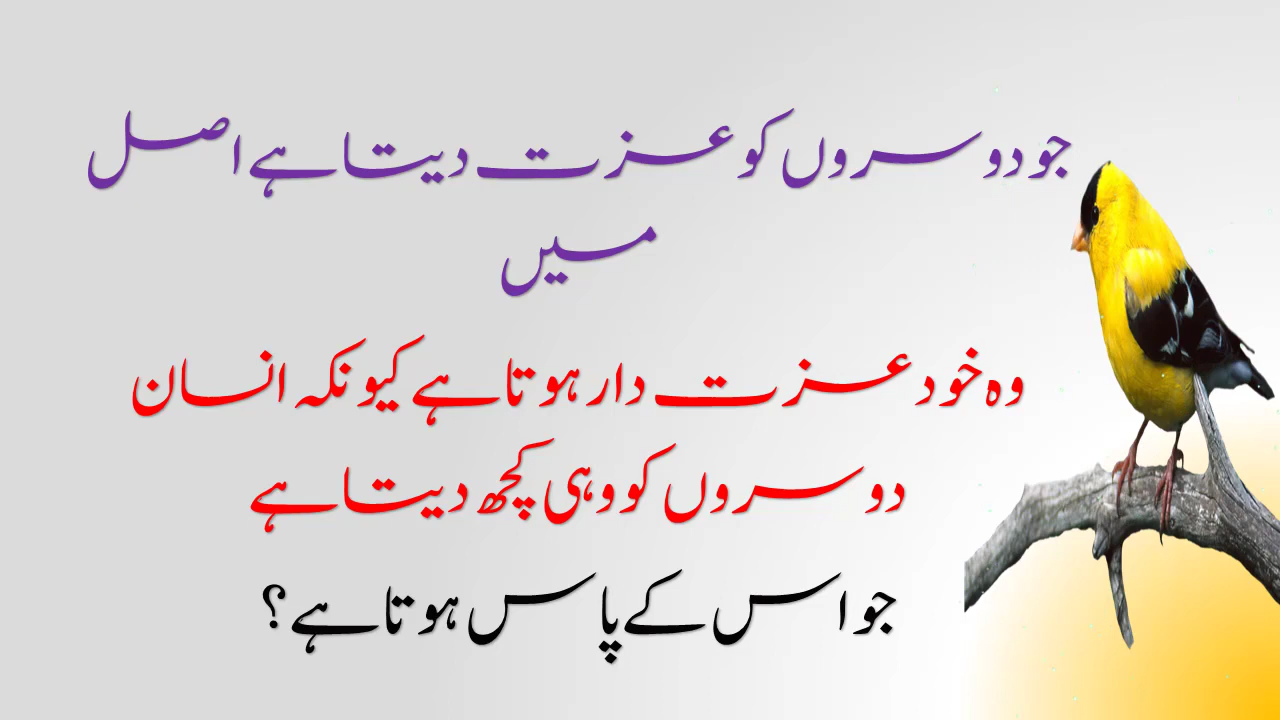 جو دوسروں کو عزت دیتا ہے اصل
میں
وہ خود عزت دار ہوتا ہے کیونکہ انسان
دوسروں کو وہی کچھ دیتا ہے
جو اس کے پاس ہوتا ہے؟